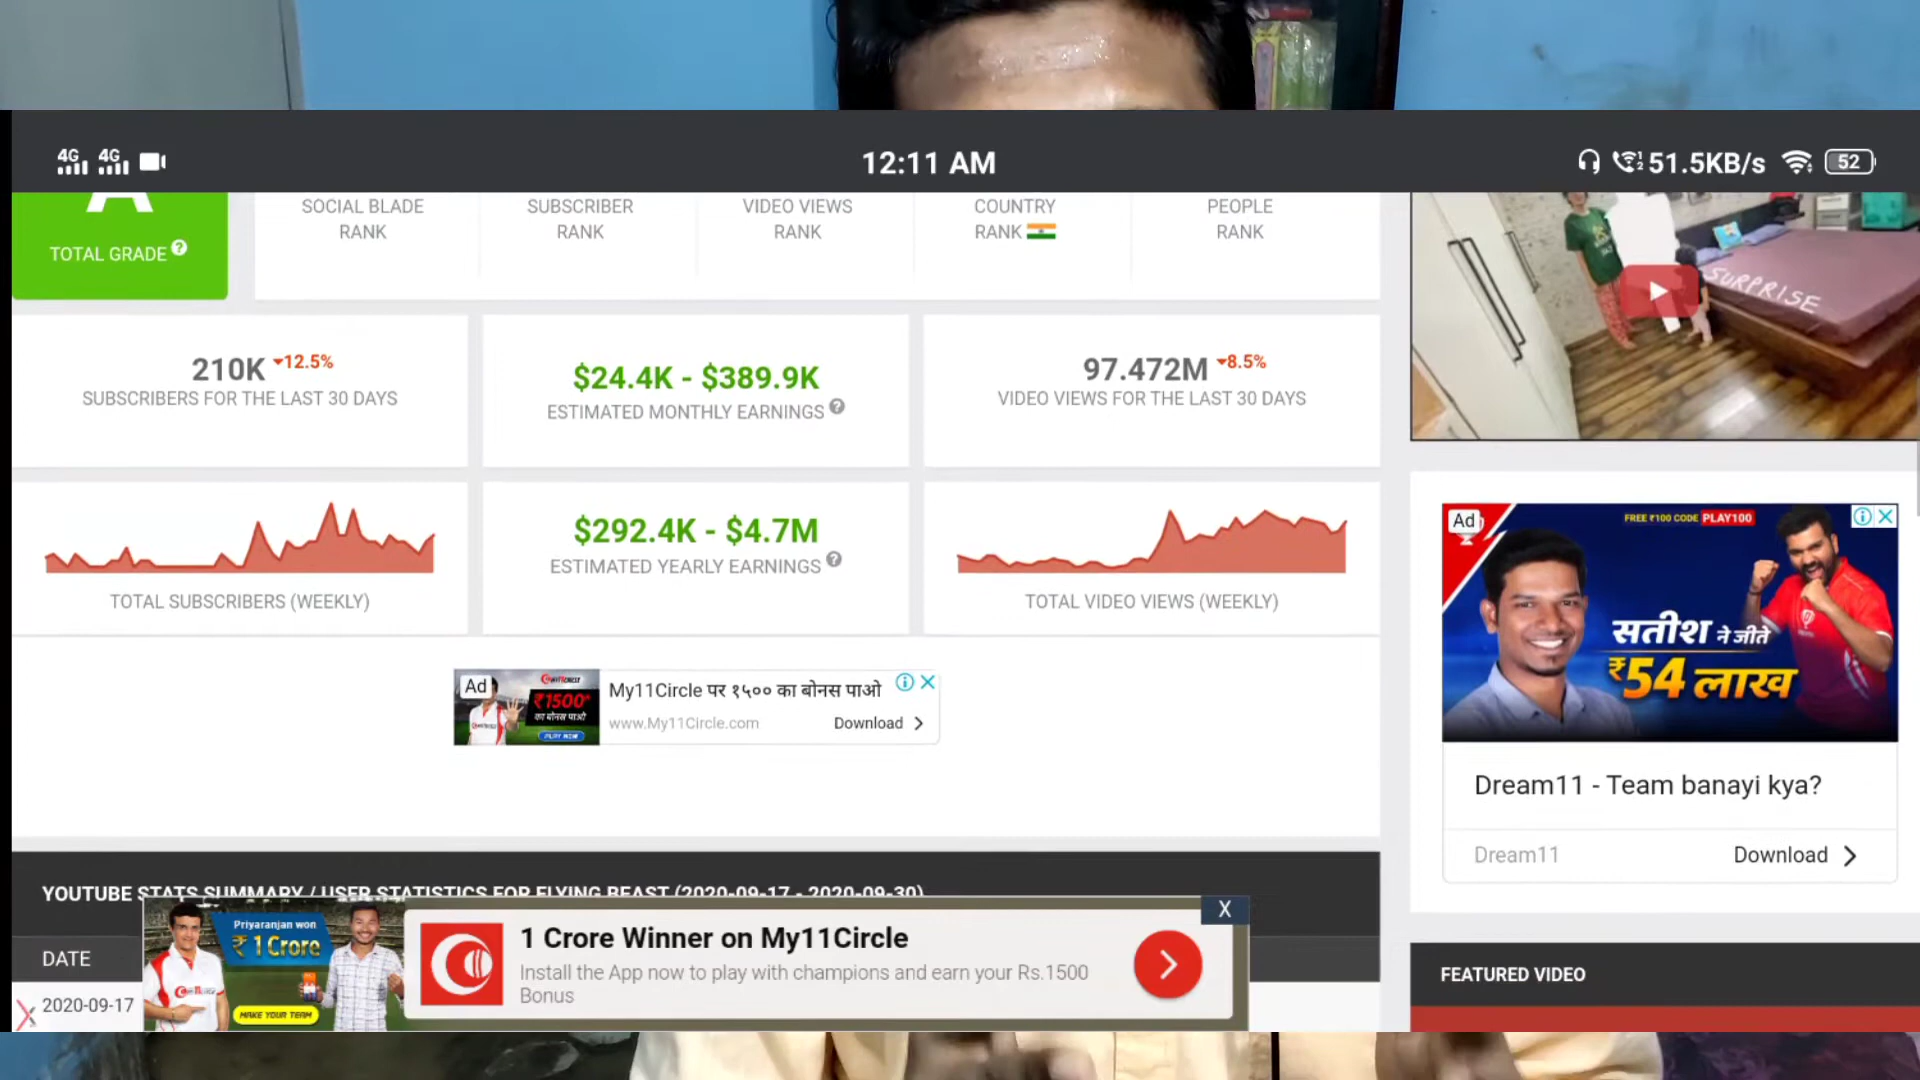 4G 4G
12:11 AM
51.5KB/s
52
TOTAL GRADE
SOCIAL BLADE
RANK
SUBSCRIBER
RANK
VIDEO VIEWS
RANK
COUNTRY
RANK
PEOPLE
RANK
210K 12.5%
SUBSCRIBERS FOR THE LAST 30 DAYS
$24.4K - $389.9K
ESTIMATED MONTHLY EARNINGS
97.472M 8.5%
VIDEO VIEWS FOR THE LAST 30 DAYS
SURPRISE
TOTAL SUBSCRIBERS (WEEKLY)
$292.4K - $4.7M
ESTIMATED YEARLY EARNINGS
TOTAL VIDEO VIEWS (WEEKLY)
Ad
FREE ₹100 CODE PLAY100
सतीश ने जीते
₹54 लाख
Dream11 - Team banayi kya?
Dream11
Download
Ad
₹1500*
का बोनस पाओ
PLAY NOW
My11Circle पर १५०० का बोनस पाओ
www.My11Circle.com
Download
YOUTUBE STATS SUMMARY / USER STATISTICS FOR FLYING BEAST (2020-09-17 - 2020-09-30)
DATE
2020-09-17
Priyaranjan won
₹1 Crore
MAKE YOUR TEAM
X
1 Crore Winner on My11Circle
Install the App now to play with champions and earn your Rs.1500
Bonus
FEATURED VIDEO